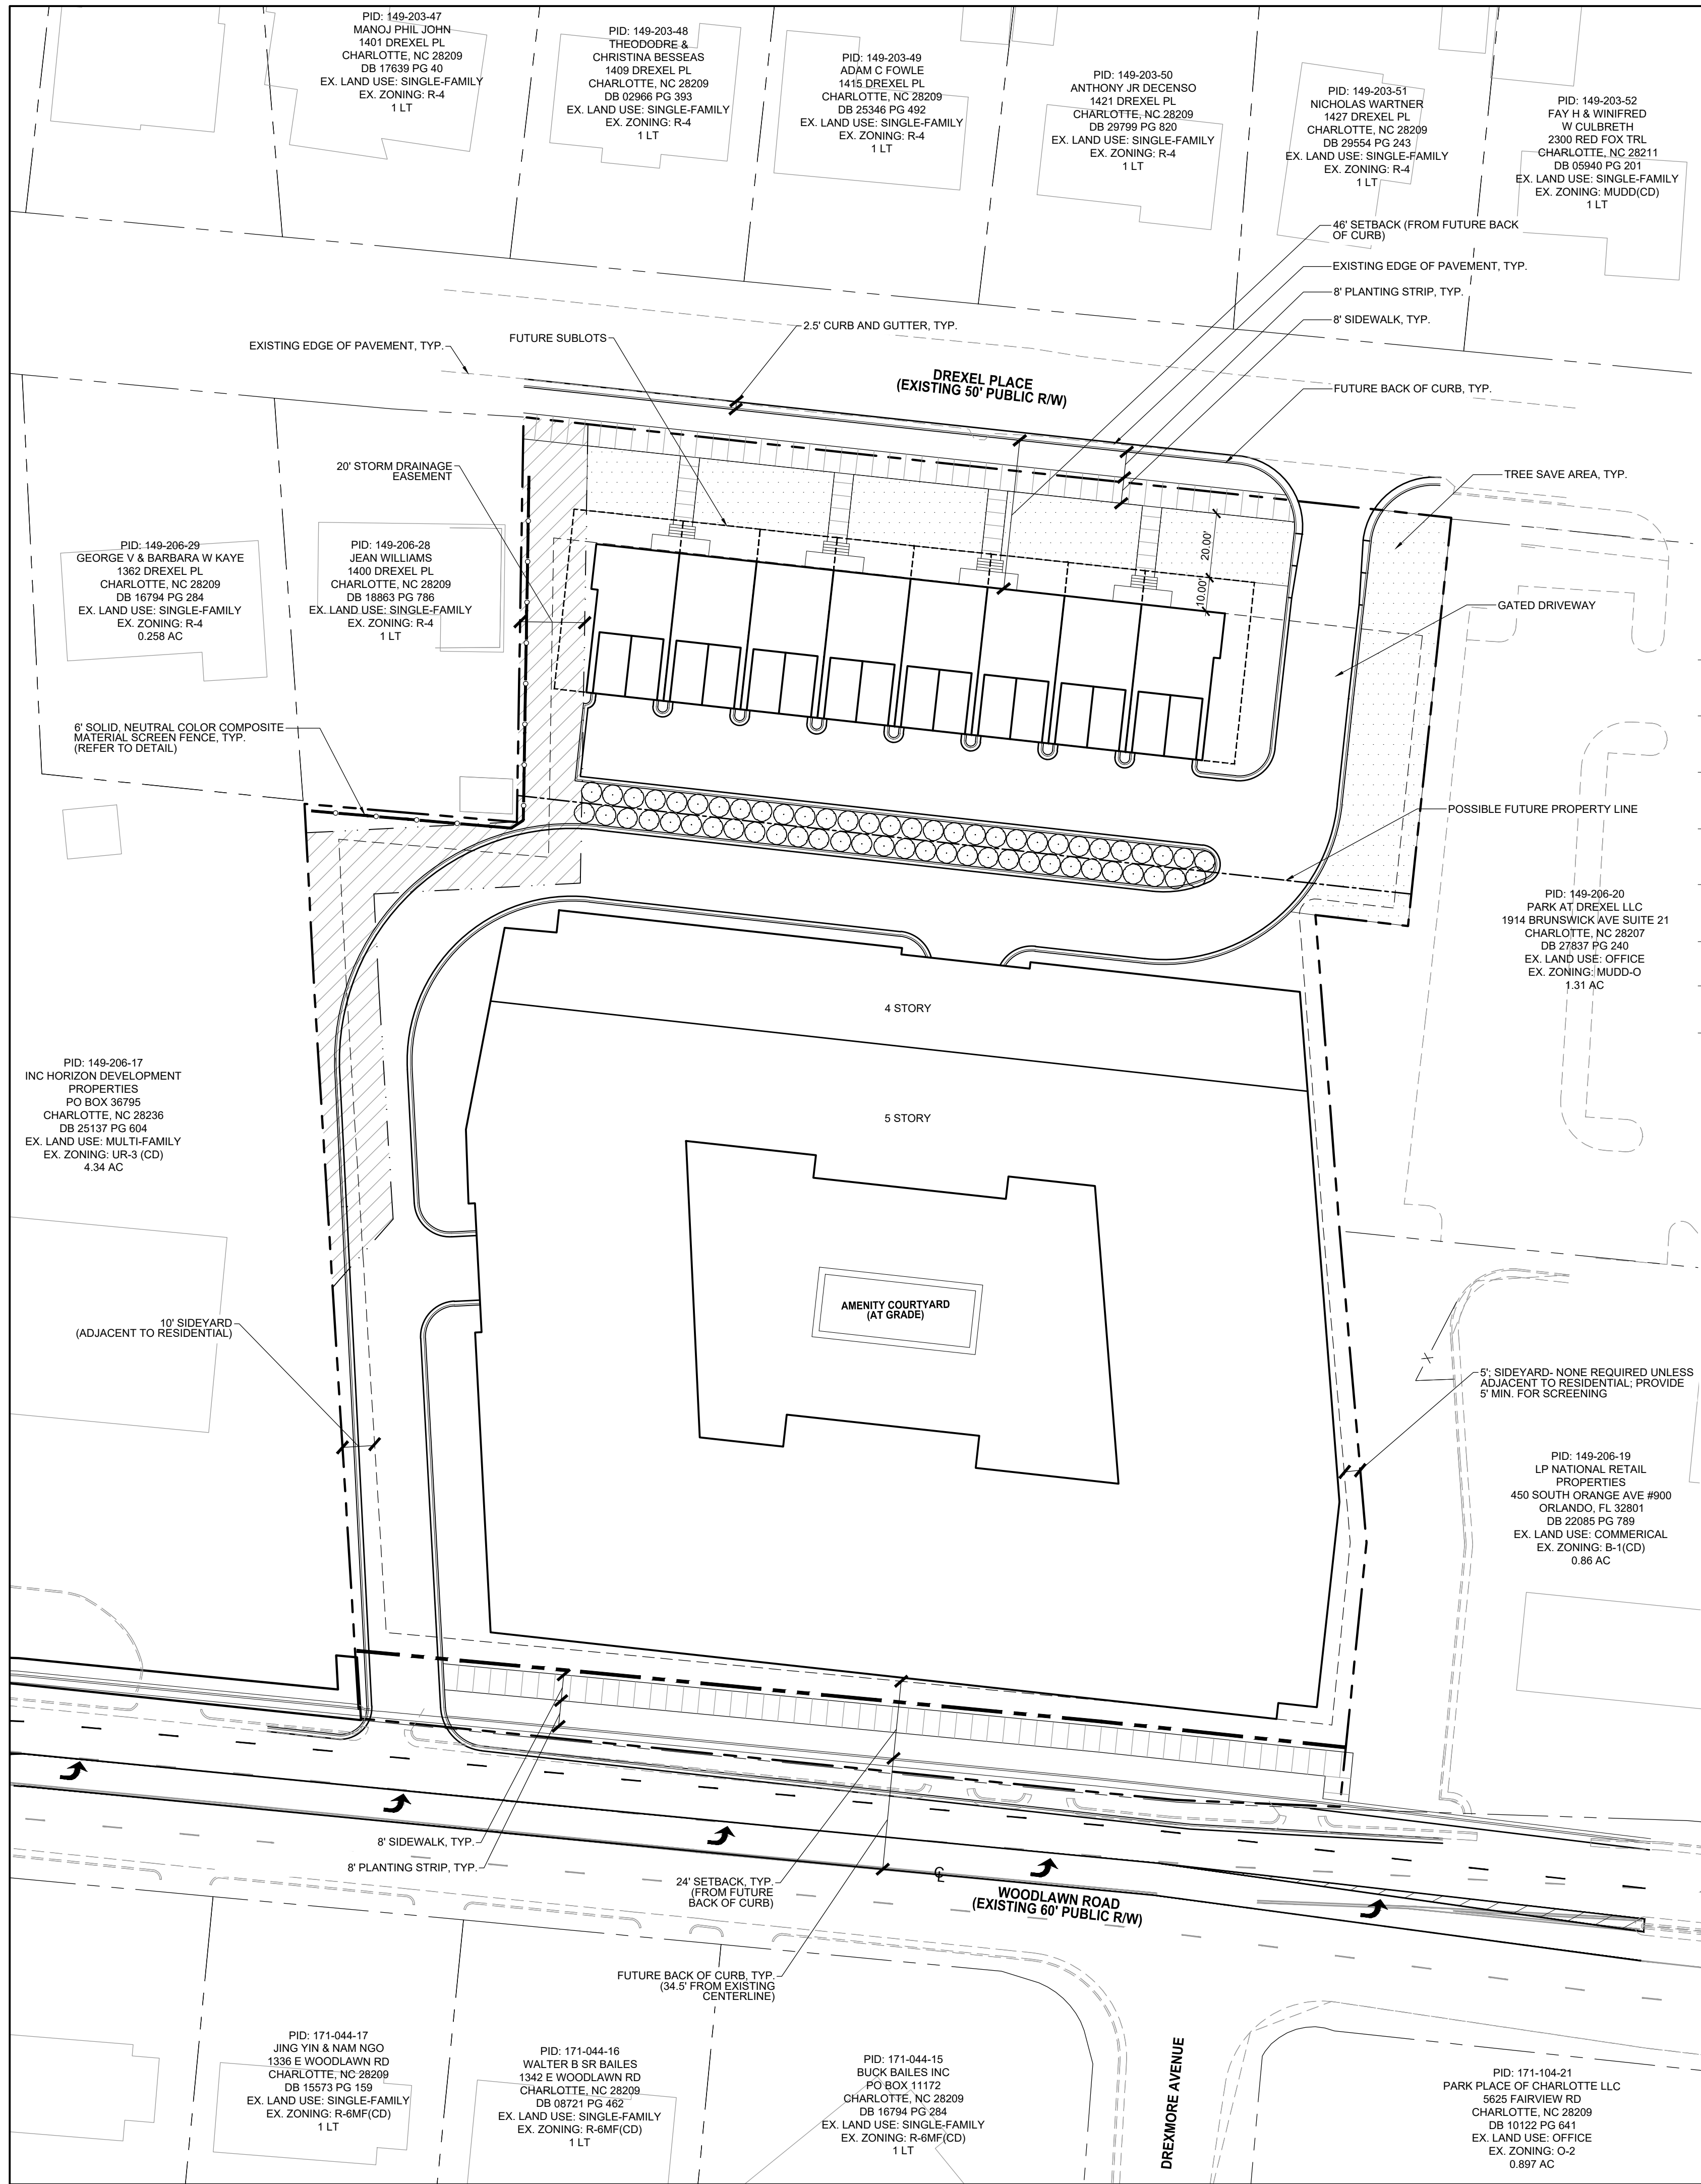 PID: 149-203-47
MANOJ PHIL JOHN
1401 DREXEL PL
CHARLOTTE, NC 28209
DB 17639 PG 40
EX. LAND USE: SINGLE-FAMILY
EX. ZONING: R-4
1 LT
PID: 149-203-48
THEODODRE &
CHRISTINA BESSEAS
1409 DREXEL PL
CHARLOTTE, NC 28209
DB 02966 PG 393
EX. LAND USE: SINGLE-FAMILY
EX. ZONING: R-4
1 LT
PID: 149-203-49
ADAM C FOWLE
1415 DREXEL PL
CHARLOTTE, NC 28209
DB 25346 PG 492
EX. LAND USE: SINGLE-FAMILY
EX. ZONING: R-4
1 LT
PID: 149-203-50
ANTHONY JR DECENSO
1421 DREXEL PL
CHARLOTTE, NC 28209
DB 29799 PG 820
EX. LAND USE: SINGLE-FAMILY
EX. ZONING: R-4
1 LT
PID: 149-203-51
NICHOLAS WARTNER
1427 DREXEL PL
CHARLOTTE, NC 28209
DB 29554 PG 243
EX. LAND USE: SINGLE-FAMILY
EX. ZONING: R-4
1 LT
PID: 149-203-52
FAY H & WINIFRED
W CULBRETH
2300 RED FOX TRL
CHARLOTTE, NC 28211
DB 05940 PG 201
EX. LAND USE: SINGLE-FAMILY
EX. ZONING: MUDD(CD)
1 LT
46' SETBACK (FROM FUTURE BACK
OF CURB)
EXISTING EDGE OF PAVEMENT, TYP.
8' PLANTING STRIP, TYP.
8' SIDEWALK, TYP.
2.5' CURB AND GUTTER, TYP.
FUTURE SUBLOTS
EXISTING EDGE OF PAVEMENT, TYP.
DREXEL PLACE
(EXISTING 50' PUBLIC R/W)
FUTURE BACK OF CURB, TYP.
20' STORM DRAINAGE
EASEMENT
TREE SAVE AREA, TYP.
20.00'
10.00'
PID: 149-206-29
GEORGE V & BARBARA W KAYE
1362 DREXEL PL
CHARLOTTE, NC 28209
DB 16794 PG 284
EX. LAND USE: SINGLE-FAMILY
EX. ZONING: R-4
0.258 AC
PID: 149-206-28
JEAN WILLIAMS
1400 DREXEL PL
CHARLOTTE, NC 28209
DB 18863 PG 786
EX. LAND USE: SINGLE-FAMILY
EX. ZONING: R-4
1 LT
GATED DRIVEWAY
6' SOLID, NEUTRAL COLOR COMPOSITE
MATERIAL SCREEN FENCE, TYP.
(REFER TO DETAIL)
POSSIBLE FUTURE PROPERTY LINE
PID: 149-206-20
PARK AT DREXEL LLC
1914 BRUNSWICK AVE SUITE 21
CHARLOTTE, NC 28207
DB 27837 PG 240
EX. LAND USE: OFFICE
EX. ZONING: MUDD-O
1.31 AC
4 STORY
5 STORY
PID: 149-206-17
INC HORIZON DEVELOPMENT
PROPERTIES
PO BOX 36795
CHARLOTTE, NC 28236
DB 25137 PG 604
EX. LAND USE: MULTI-FAMILY
EX. ZONING: UR-3 (CD)
4.34 AC
AMENITY COURTYARD
(AT GRADE)
10' SIDEYARD
(ADJACENT TO RESIDENTIAL)
5'; SIDEYARD- NONE REQUIRED UNLESS
ADJACENT TO RESIDENTIAL; PROVIDE
5' MIN. FOR SCREENING
PID: 149-206-19
LP NATIONAL RETAIL
PROPERTIES
450 SOUTH ORANGE AVE #900
ORLANDO, FL 32801
DB 22085 PG 789
EX. LAND USE: COMMERICAL
EX. ZONING: B-1(CD)
0.86 AC
8' SIDEWALK, TYP.
8' PLANTING STRIP, TYP.
24' SETBACK, TYP.
(FROM FUTURE
BACK OF CURB)
CL
WOODLAWN ROAD
(EXISTING 60' PUBLIC R/W)
FUTURE BACK OF CURB, TYP.
(34.5' FROM EXISTING
CENTERLINE)
PID: 171-044-17
JING YIN & NAM NGO
1336 E WOODLAWN RD
CHARLOTTE, NC 28209
DB 15573 PG 159
EX. LAND USE: SINGLE-FAMILY
EX. ZONING: R-6MF(CD)
1 LT
PID: 171-044-16
WALTER B SR BAILES
1342 E WOODLAWN RD
CHARLOTTE, NC 28209
DB 08721 PG 462
EX. LAND USE: SINGLE-FAMILY
EX. ZONING: R-6MF(CD)
1 LT
PID: 171-044-15
BUCK BAILES INC
PO BOX 11172
CHARLOTTE, NC 28209
DB 16794 PG 284
EX. LAND USE: SINGLE-FAMILY
EX. ZONING: R-6MF(CD)
1 LT
DREXMORE AVENUE
PID: 171-104-21
PARK PLACE OF CHARLOTTE LLC
5625 FAIRVIEW RD
CHARLOTTE, NC 28209
DB 10122 PG 641
EX. LAND USE: OFFICE
EX. ZONING: O-2
0.897 AC